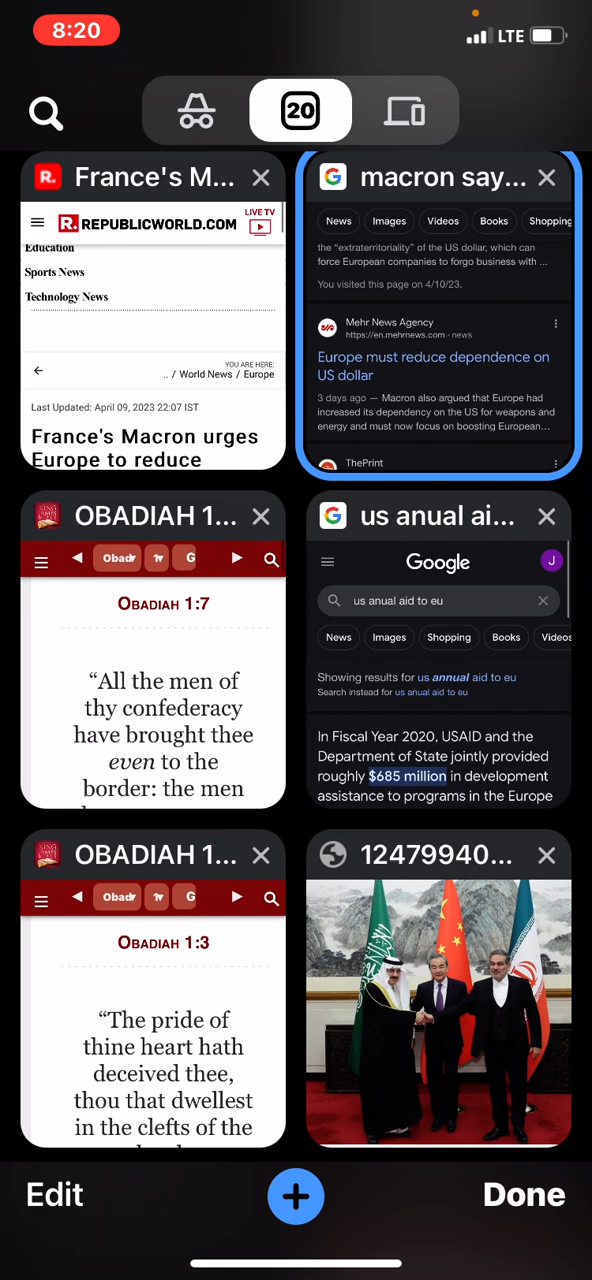 8:20
LTE
20
France's M...
R.
REPUBLICWORLD.COM
LIVE TV
Education
Sports News
Technology News
YOU ARE HERE:
.. / World News / Europe
Last Updated: April 09, 2023 22:07 IST
France's Macron urges
Europe to reduce
macron say...
News Images Videos Books Shopping
the “extraterritoriality” of the US dollar, which can
force European companies to forgo business with ...
You visited this page on 4/10/23.
Mehr News Agency
https://en.mehrnews.com › news
Europe must reduce dependence on
US dollar
3 days ago — Macron also argued that Europe had
increased its dependency on the US for weapons and
energy and must now focus on boosting European...
ThePrint
OBADIAH 1...
Obad
1
G
OBADIAH 1:7
“All the men of
thy confederacy
have brought thee
even to the
border: the men
us anual ai...
Google
J
us anual aid to eu
News Images Shopping Books Videos
Showing results for us annual aid to eu
Search instead for us anual aid to eu
In Fiscal Year 2020, USAID and the
Department of State jointly provided
roughly $685 million in development
assistance to programs in the Europe
OBADIAH 1...
Obad
1
G
OBADIAH 1:3
“The pride of
thine heart hath
deceived thee,
thou that dwellest
in the clefts of the
12479940...
Edit
Done